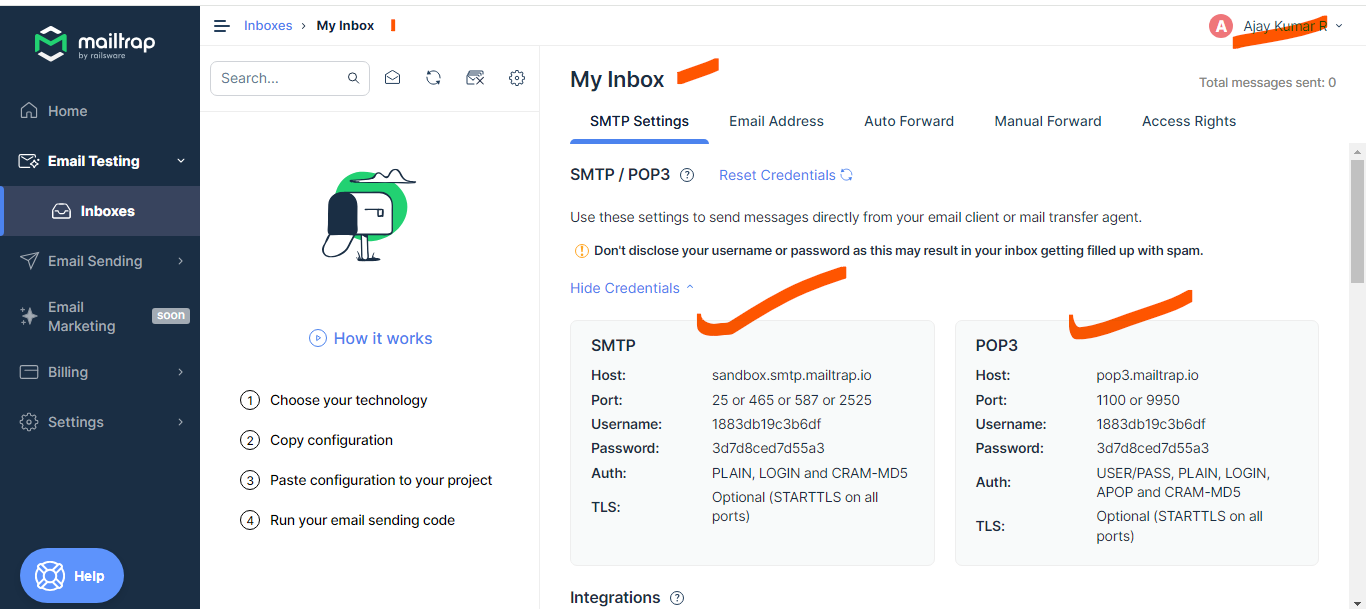 mailtrap
by railsware
Home
Email Testing
Inboxes
Email Sending
Email
Marketing
soon
Billing
Settings
Help
Inboxes › My Inbox
Ajay Kumar R
Search...
How it works
1 Choose your technology
2 Copy configuration
3 Paste configuration to your project
4 Run your email sending code
My Inbox
Total messages sent: 0
SMTP Settings Email Address Auto Forward Manual Forward Access Rights
SMTP / POP3 ? Reset Credentials
Use these settings to send messages directly from your email client or mail transfer agent.
! Don't disclose your username or password as this may result in your inbox getting filled up with spam.
Hide Credentials
SMTP
Host: sandbox.smtp.mailtrap.io
Port: 25 or 465 or 587 or 2525
Username: 1883db19c3b6df
Password: 3d7d8ced7d55a3
Auth: PLAIN, LOGIN and CRAM-MD5
TLS: Optional (STARTTLS on all
ports)
POP3
Host: pop3.mailtrap.io
Port: 1100 or 9950
Username: 1883db19c3b6df
Password: 3d7d8ced7d55a3
Auth: USER/PASS, PLAIN, LOGIN,
APOP and CRAM-MD5
TLS: Optional (STARTTLS on all
ports)
Integrations ?